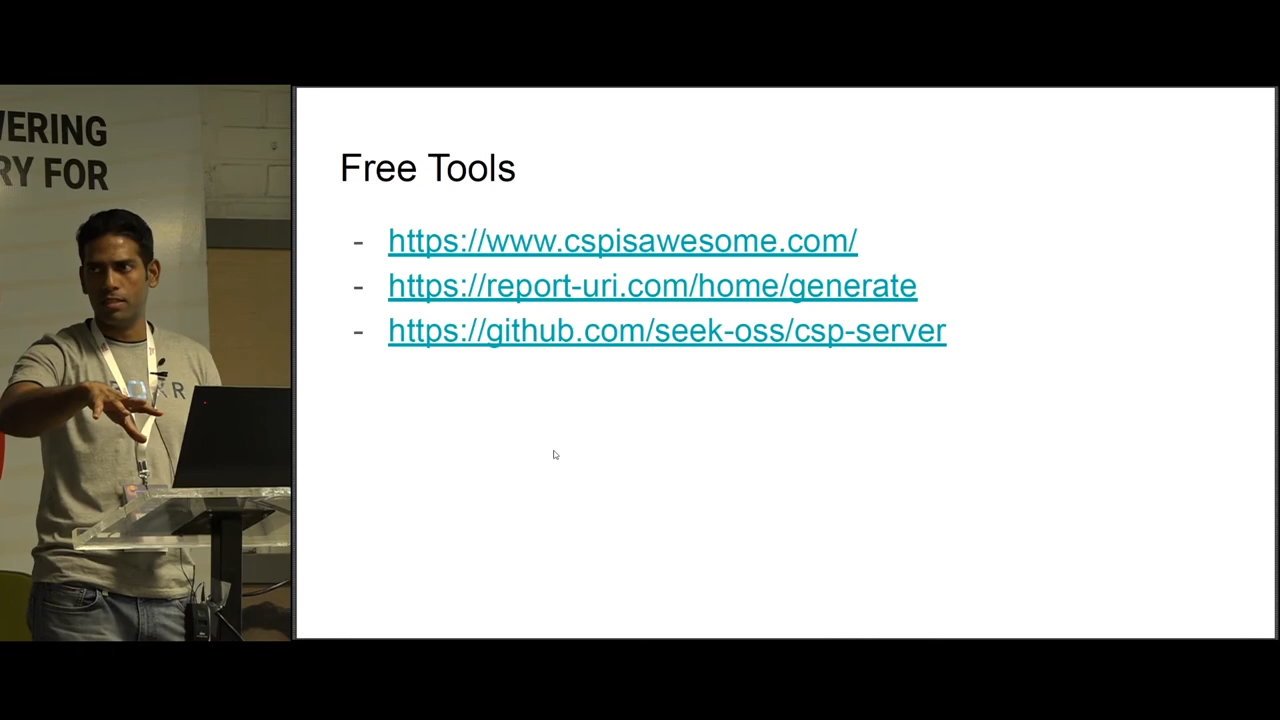 WERING
RY FOR
Free Tools
- https://www.cspisawesome.com/
- https://report-uri.com/home/generate
- https://github.com/seek-oss/csp-server